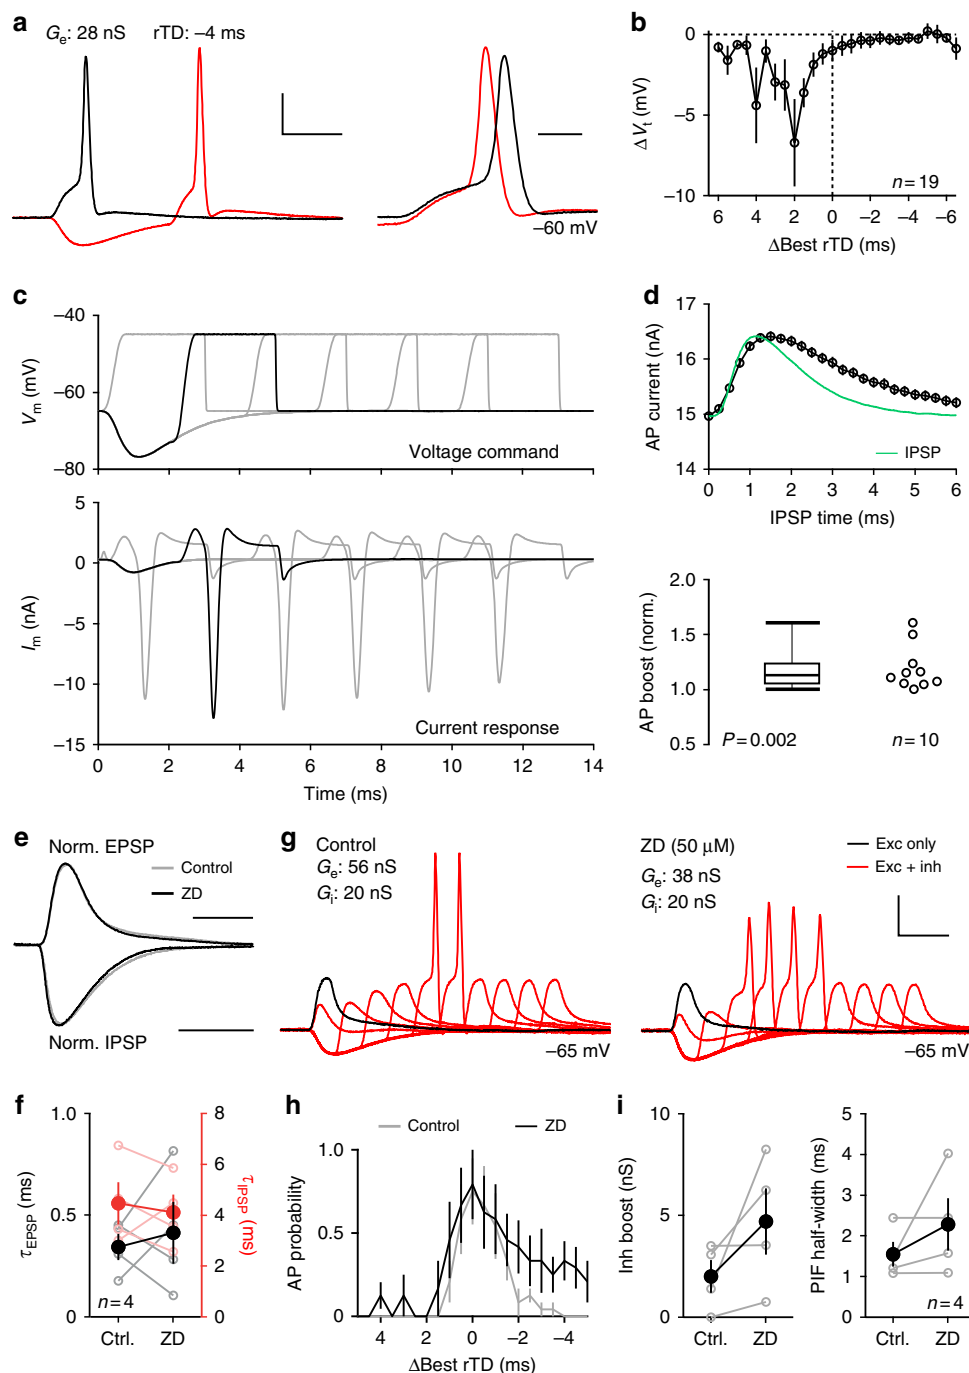 a
Ge: 28 nS
rTD: –4 ms
–60 mV
b
0
–5
–10
ΔVt (mV)
n=19
6
4
2
0
–2
–4
–6
ΔBest rTD (ms)
c
–40
–60
–80
Vm (mV)
Voltage command
5
0
–5
–10
–15
Im (nA)
Current response
0
2
4
6
8
10
12
14
Time (ms)
d
17
16
15
14
AP current (nA)
IPSP
0
1
2
3
4
5
6
IPSP time (ms)
2.0
1.5
1.0
0.5
AP boost (norm.)
P=0.002
n=10
e
Norm. EPSP
Control
ZD
Norm. IPSP
f
1.0
0.5
0
τEPSP (ms)
8
6
4
2
0
τIPSP (ms)
n=4
Ctrl.
ZD
g
Control
Ge: 56 nS
Gi: 20 nS
–65 mV
ZD (50 μM)
Ge: 38 nS
Gi: 20 nS
Exc only
Exc + inh
–65 mV
h
Control
ZD
1.0
0.5
0
AP probability
4
2
0
–2
–4
ΔBest rTD (ms)
i
10
5
0
Inh boost (nS)
Ctrl.
ZD
5
4
3
2
1
0
PIF half-width (ms)
n=4
Ctrl.
ZD